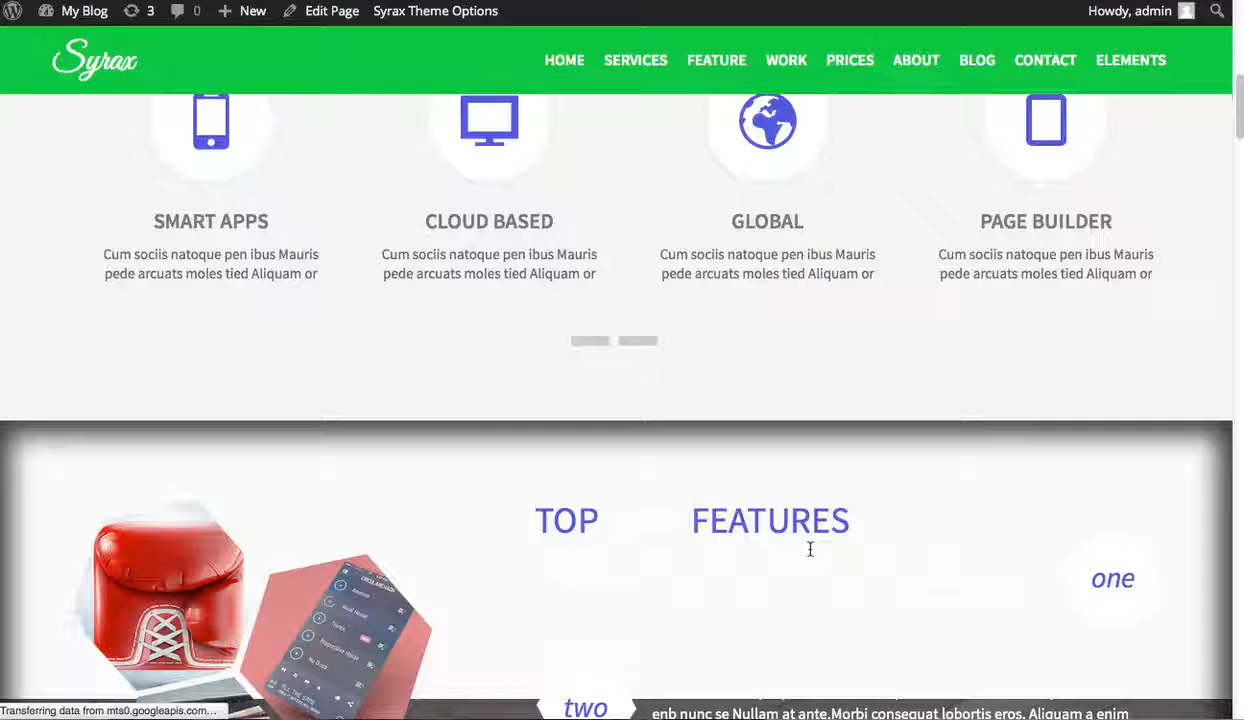 My Blog 3 0 New Edit Page Syrax Theme Options Howdy, admin
Syrax HOME SERVICES FEATURE WORK PRICES ABOUT BLOG CONTACT ELEMENTS
SMART APPS CLOUD BASED GLOBAL PAGE BUILDER
Cum sociis natoque pen ibus Mauris
pede arcuats moles tied Aliquam or
Cum sociis natoque pen ibus Mauris
pede arcuats moles tied Aliquam or
Cum sociis natoque pen ibus Mauris
pede arcuats moles tied Aliquam or
Cum sociis natoque pen ibus Mauris
pede arcuats moles tied Aliquam or
TOP FEATURES
one
two
enb nunc se Nullam at ante.Morbi consequat lobortis eros. Aliquam a enim
Transferring data from mts0.googleapis.com...